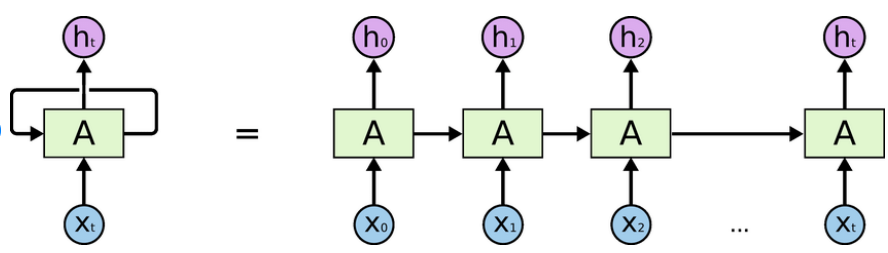 hₜ h₀ h₁ h₂ hₜ
A = A A A A
xₜ x₀ x₁ x₂ ... xₜ